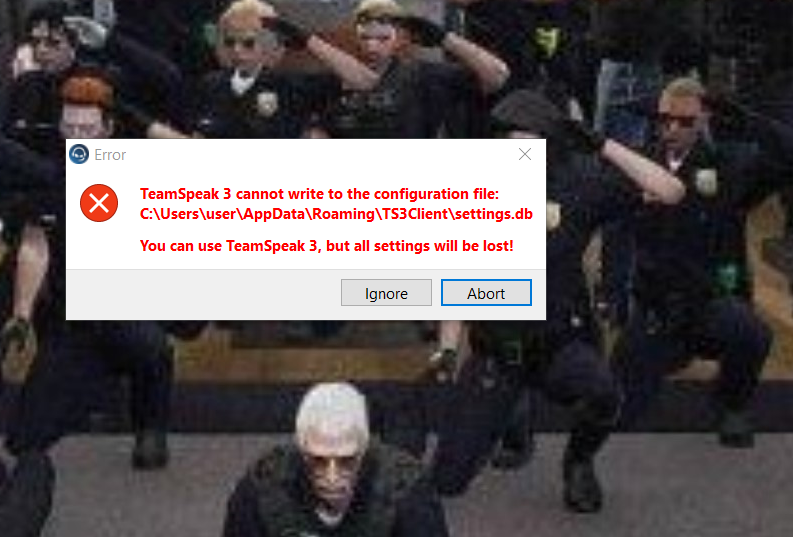 Error
TeamSpeak 3 cannot write to the configuration file:
C:\Users\user\AppData\Roaming\TS3Client\settings.db
You can use TeamSpeak 3, but all settings will be lost!
Ignore
Abort